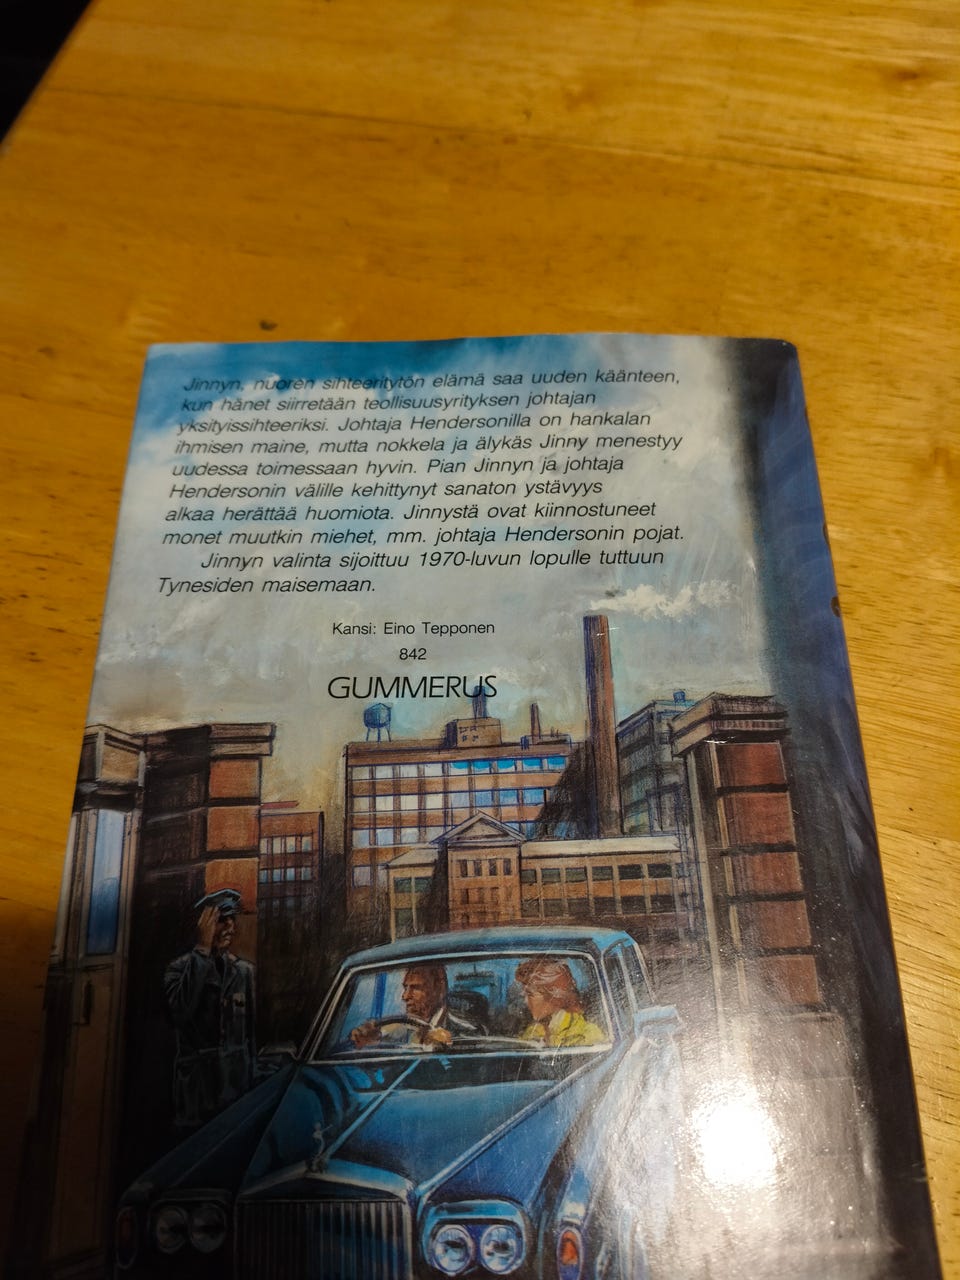 Jinnyn, nuoren sihteeritytön elämä saa uuden käänteen,
kun hänet siirretään teollisuusyrityksen johtajan
yksityissihteeriksi. Johtaja Hendersonilla on hankalan
ihmisen maine, mutta nokkela ja älykäs Jinny menestyy
uudessa toimessaan hyvin. Pian Jinnyn ja johtaja
Hendersonin välille kehittynyt sanaton ystävyys
alkaa herättää huomiota. Jinnystä ovat kiinnostuneet
monet muutkin miehet, mm. johtaja Hendersonin pojat.
Jinnyn valinta sijoittuu 1970-luvun lopulle tuttuun
Tynesiden maisemaan.
Kansi: Eino Tepponen
842
GUMMERUS